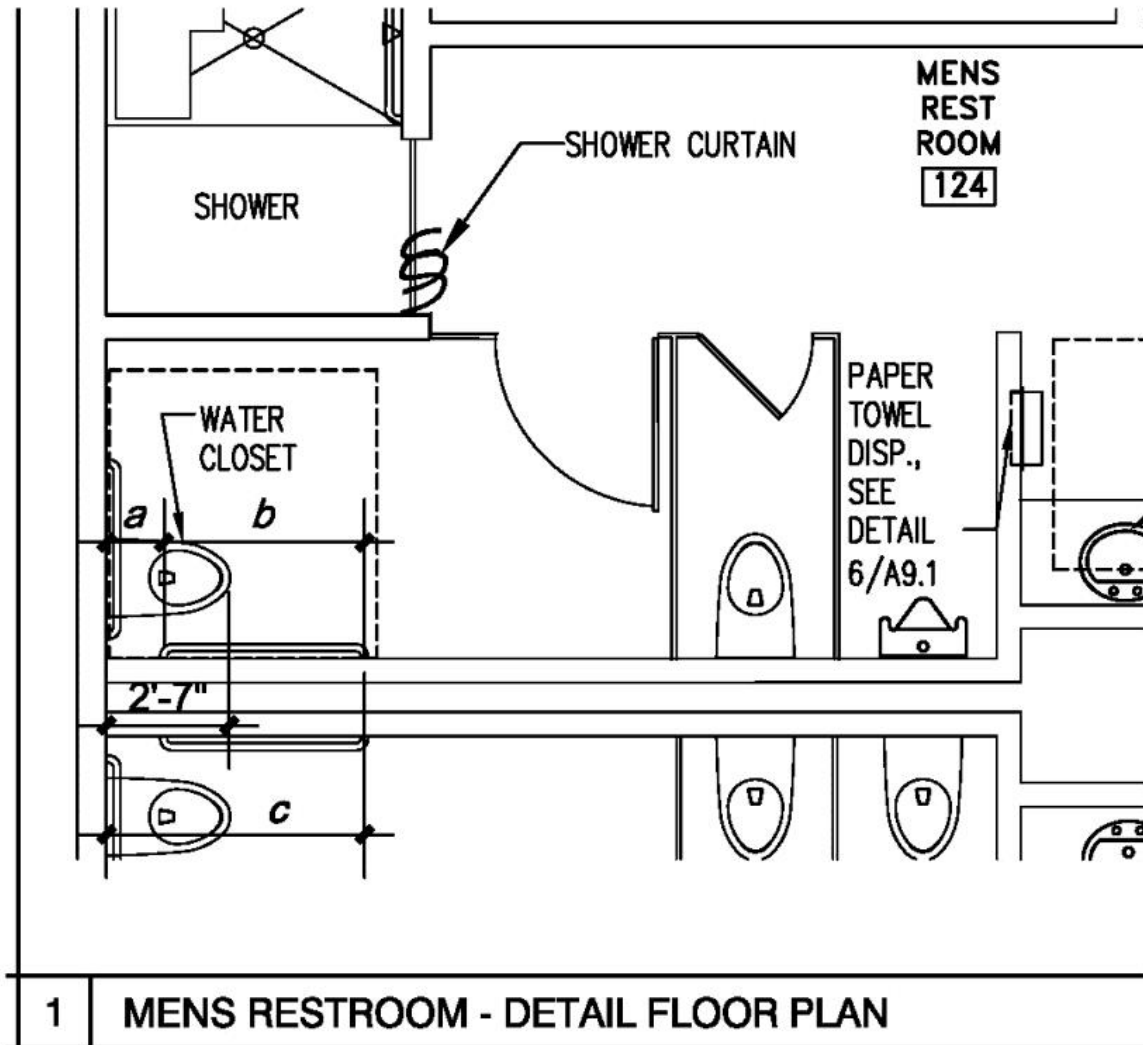 MENS
REST
ROOM
124
SHOWER CURTAIN
SHOWER
WATER
CLOSET
a
b
PAPER
TOWEL
DISP.,
SEE
DETAIL
6/A9.1
2'-7"
c
1 MENS RESTROOM - DETAIL FLOOR PLAN